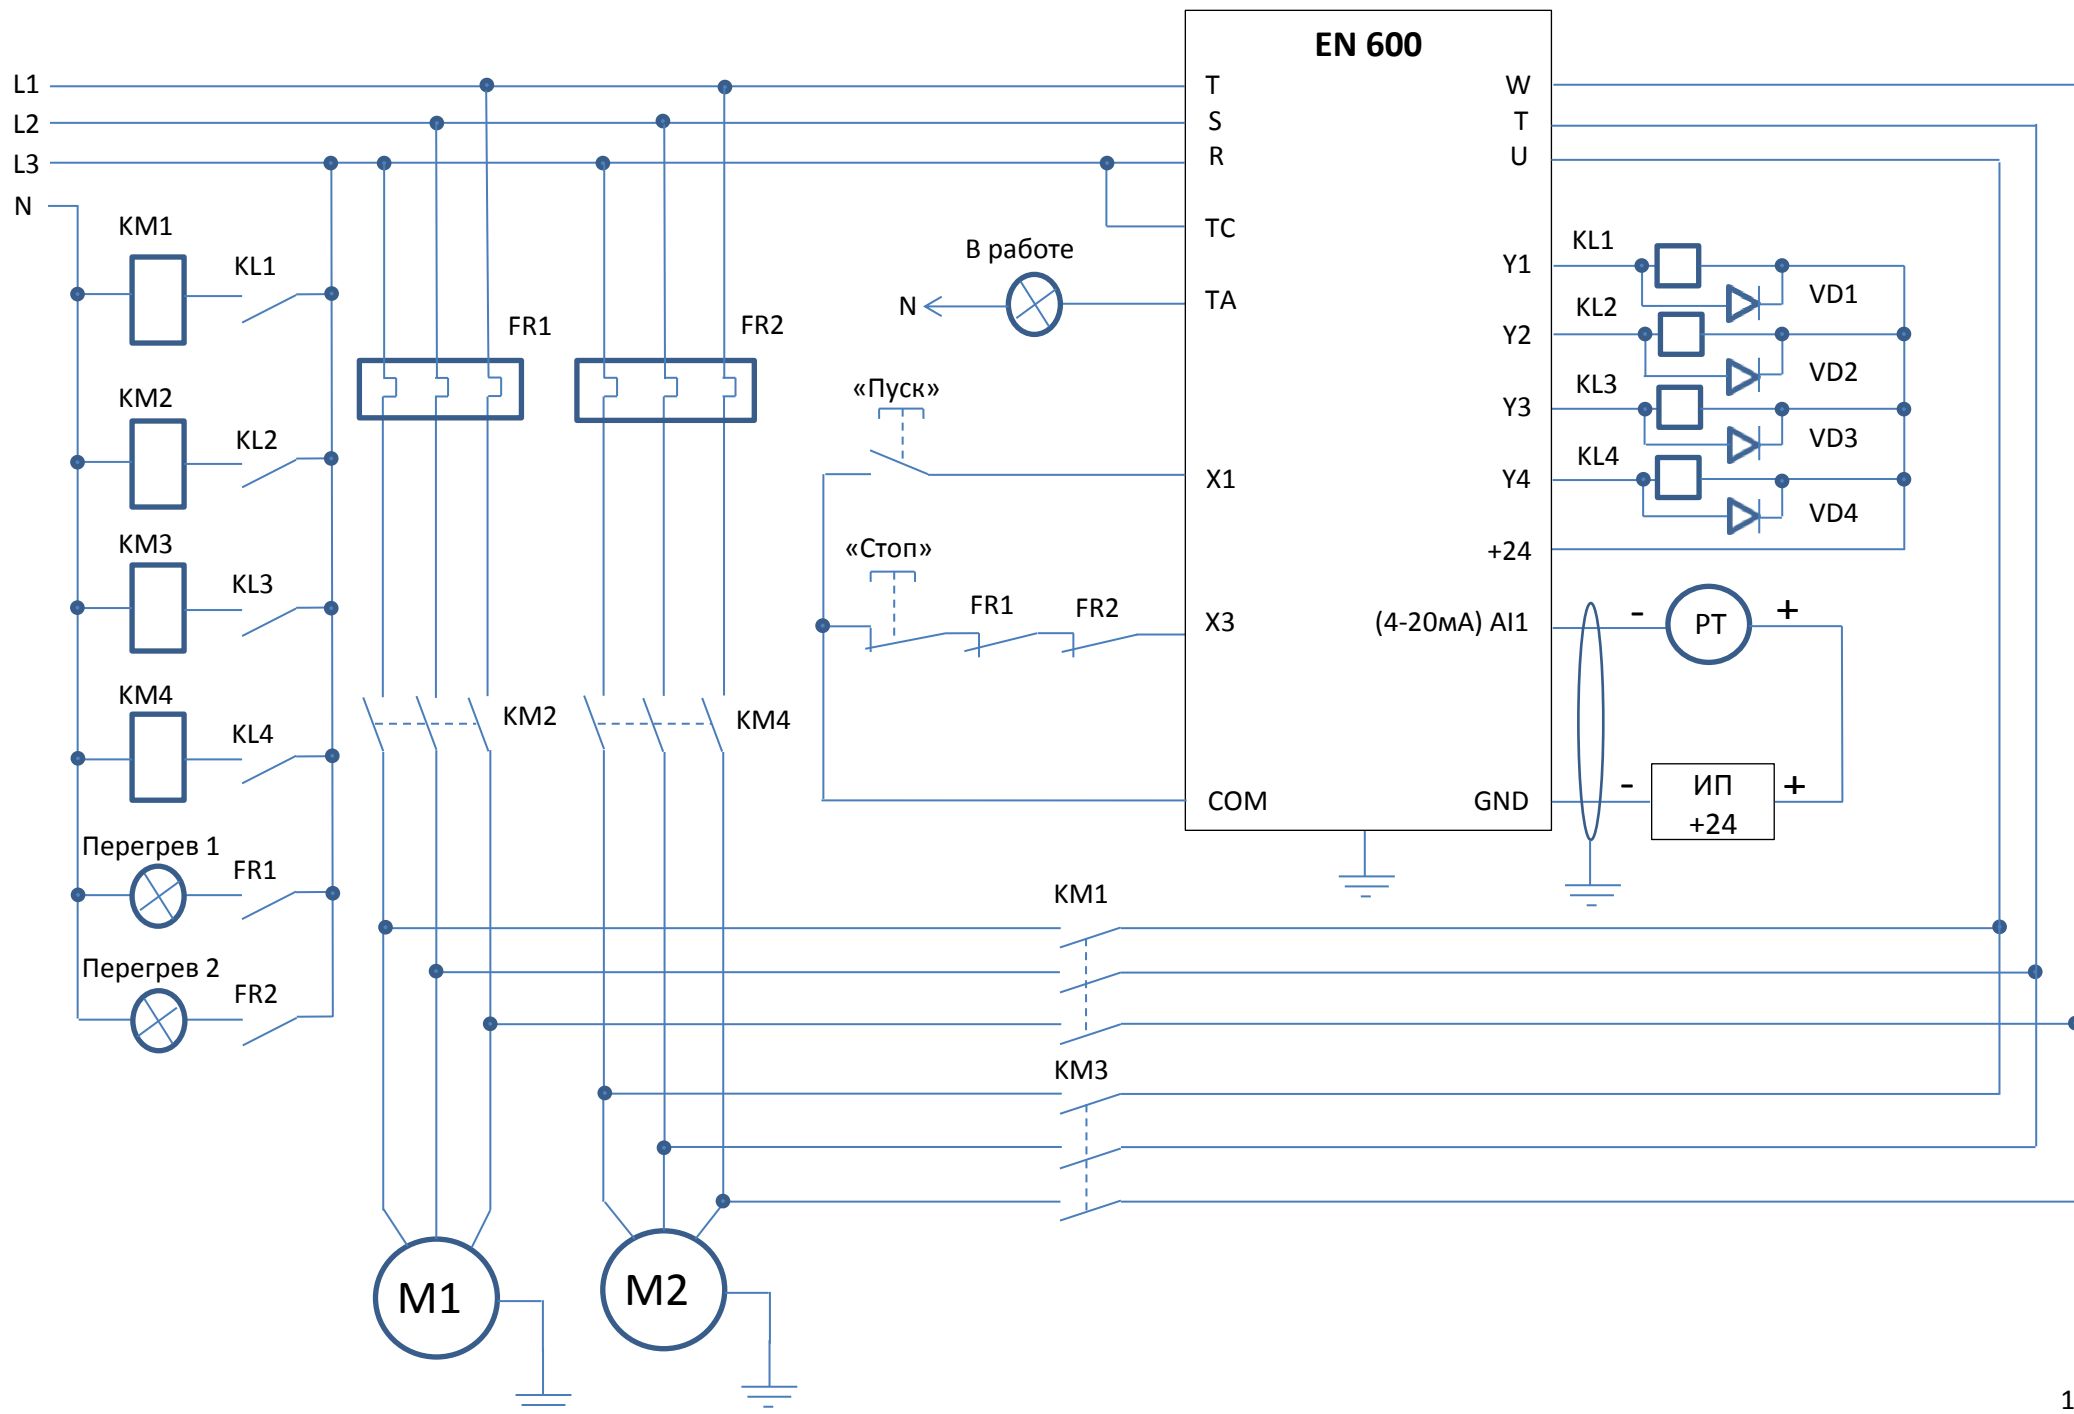 EN 600
L1
L2
L3
N
T
S
R
TC
TA
X1
X3
COM
W
T
U
Y1
Y2
Y3
Y4
+24
(4-20мА) AI1
GND
KM1
KL1
KM2
KL2
KM3
KL3
KM4
KL4
Перегрев 1
FR1
Перегрев 2
FR2
FR1
FR2
KM2
KM4
В работе
N
«Пуск»
«Стоп»
FR1
FR2
KL1
VD1
KL2
VD2
KL3
VD3
KL4
VD4
-
РТ
+
-
ИП
+24
+
KM1
KM3
M1
M2
1